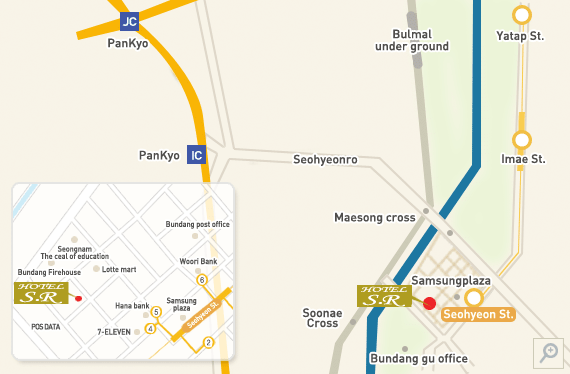 JC
PanKyo
Bulmal
under ground
Yatap St.
PanKyo
IC
Seohyeonro
Imae St.
Maesong cross
Samsungplaza
HOTEL
S.R
Seohyeon St.
Soonae
Cross
Bundang gu office
Bundang post office
Seongnam
The ceal of education
Woori Bank
Bundang Firehouse
Lotte mart
6
HOTEL
S.R
Hana bank
5
Samsung
plaza
Seohyeon St.
POS DATA
7-ELEVEN
4
2